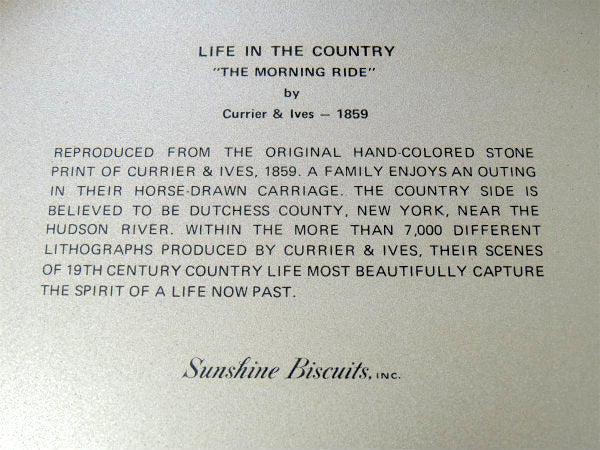 LIFE IN THE COUNTRY
"THE MORNING RIDE"
by
Currier & Ives — 1859
REPRODUCED FROM THE ORIGINAL HAND-COLORED STONE
PRINT OF CURRIER & IVES, 1859. A FAMILY ENJOYS AN OUTING
IN THEIR HORSE-DRAWN CARRIAGE. THE COUNTRY SIDE IS
BELIEVED TO BE DUTCHESS COUNTY, NEW YORK, NEAR THE
HUDSON RIVER. WITHIN THE MORE THAN 7,000 DIFFERENT
LITHOGRAPHS PRODUCED BY CURRIER & IVES, THEIR SCENES
OF 19TH CENTURY COUNTRY LIFE MOST BEAUTIFULLY CAPTURE
THE SPIRIT OF A LIFE NOW PAST.
Sunshine Biscuits, INC.